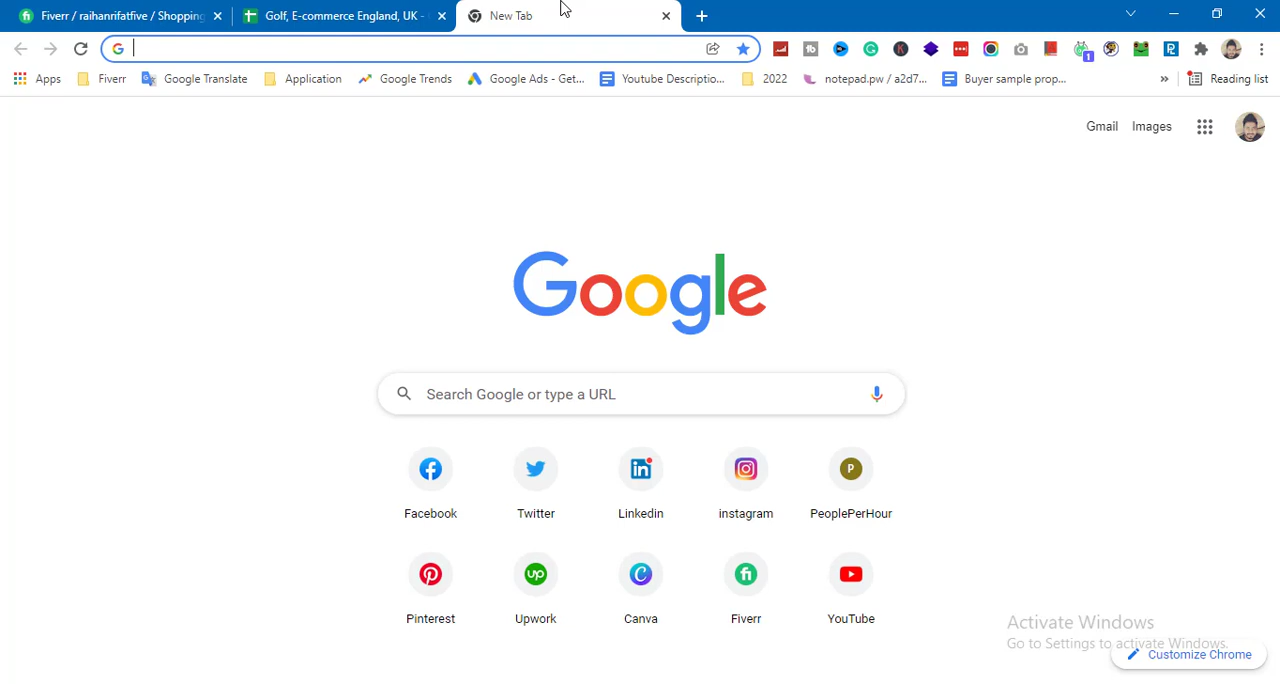 Fiverr / raihanrifatfive / Shopping
Golf, E-commerce England, UK -
New Tab
1
Apps
Fiverr
Google Translate
Application
Google Trends
Google Ads - Get...
Youtube Descriptio...
2022
notepad.pw / a2d7...
Buyer sample prop...
»
Reading list
Gmail
Images
Google
Search Google or type a URL
Facebook
Twitter
Linkedin
instagram
P
PeoplePerHour
Pinterest
Upwork
Canva
Fiverr
YouTube
Activate Windows
Go to Settings to activate Windows.
Customize Chrome